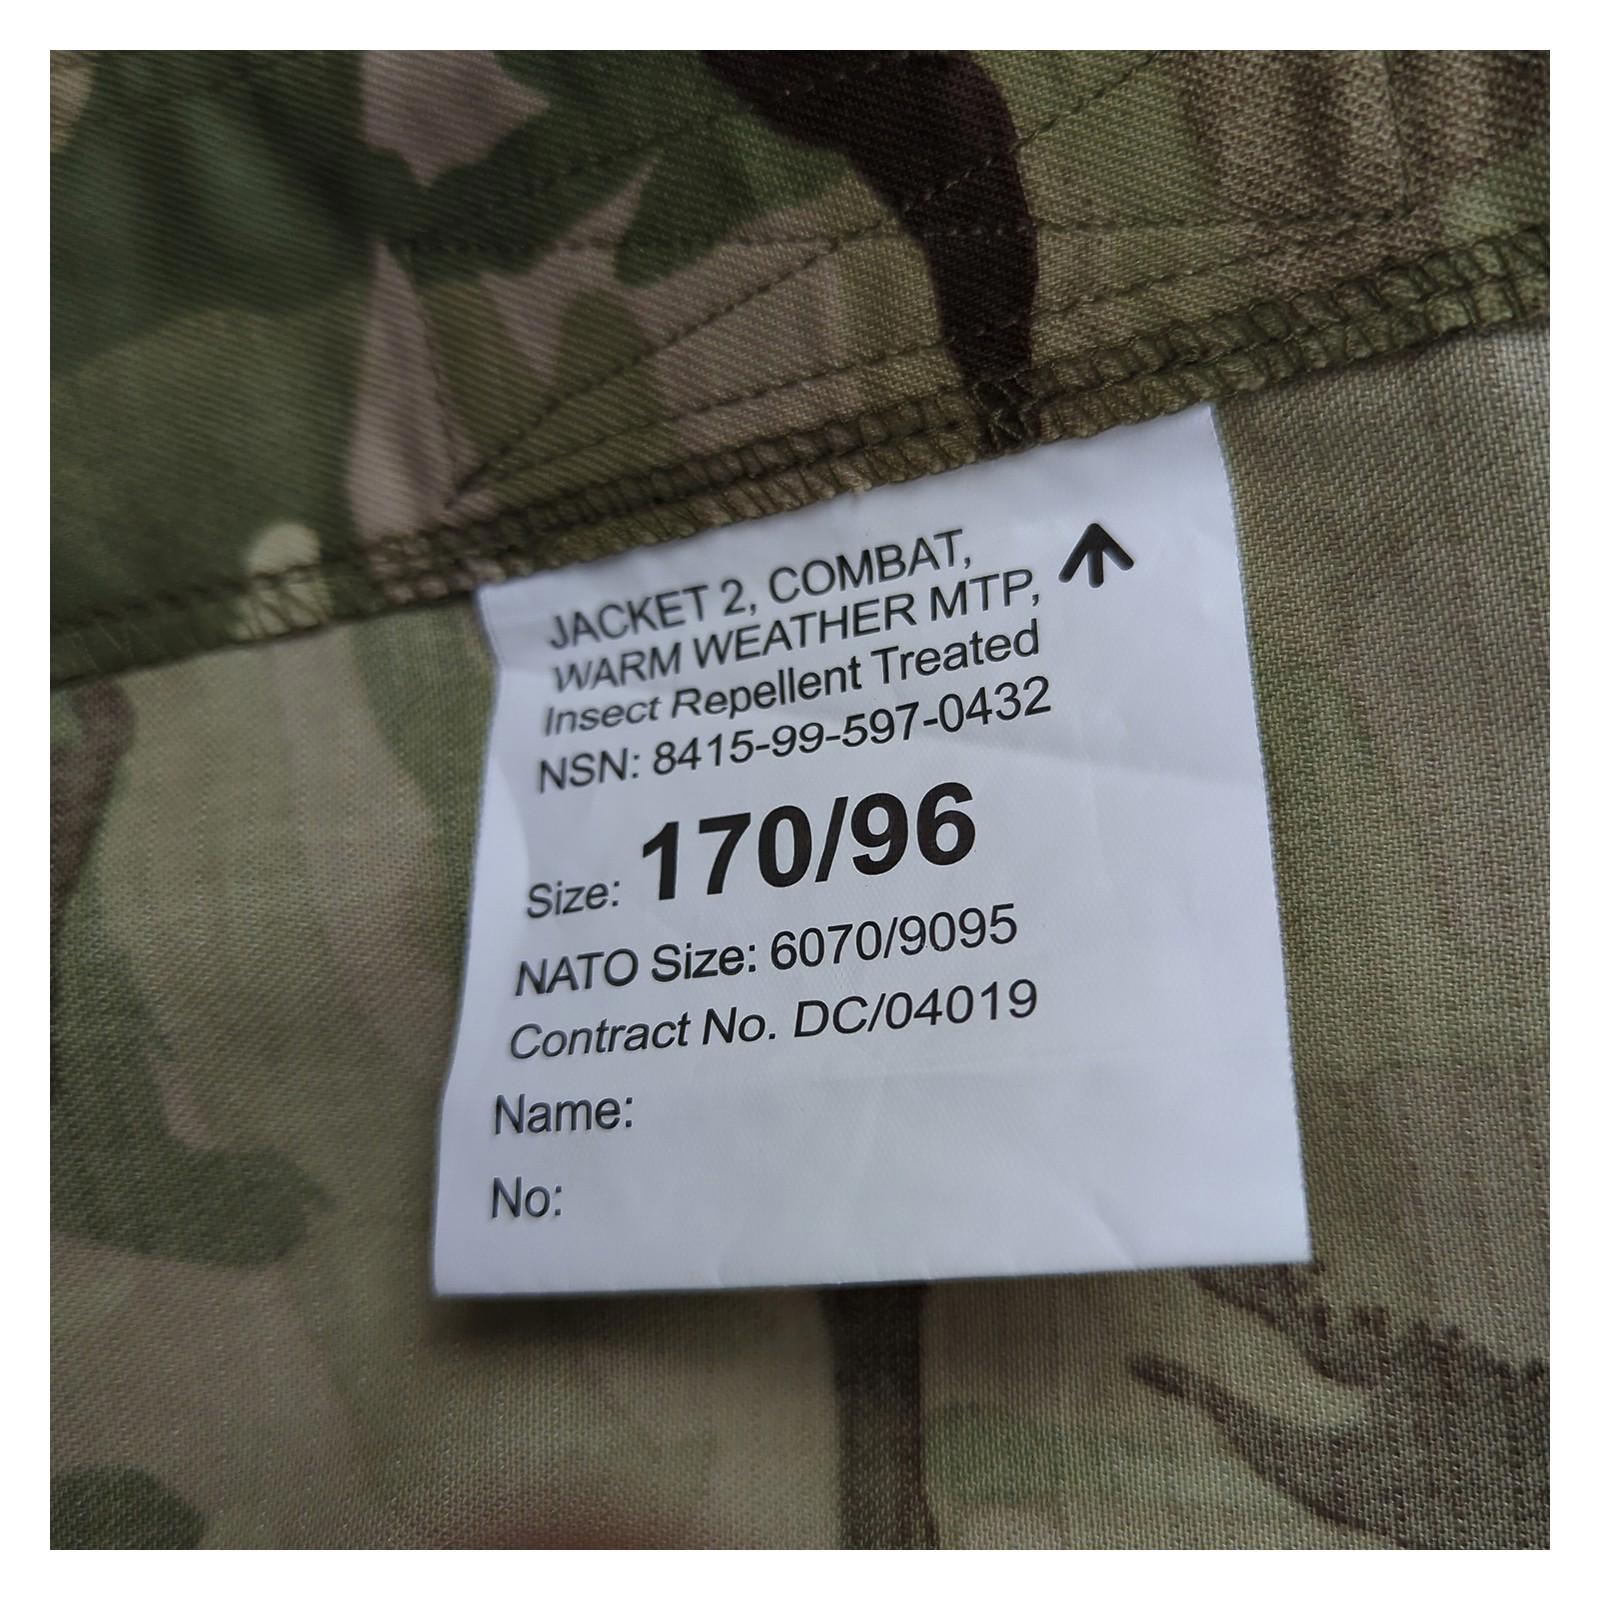 JACKET 2, COMBAT,
WARM WEATHER MTP,
Insect Repellent Treated
NSN: 8415-99-597-0432
Size: 170/96
NATO Size: 6070/9095
Contract No. DC/04019
Name:
No: